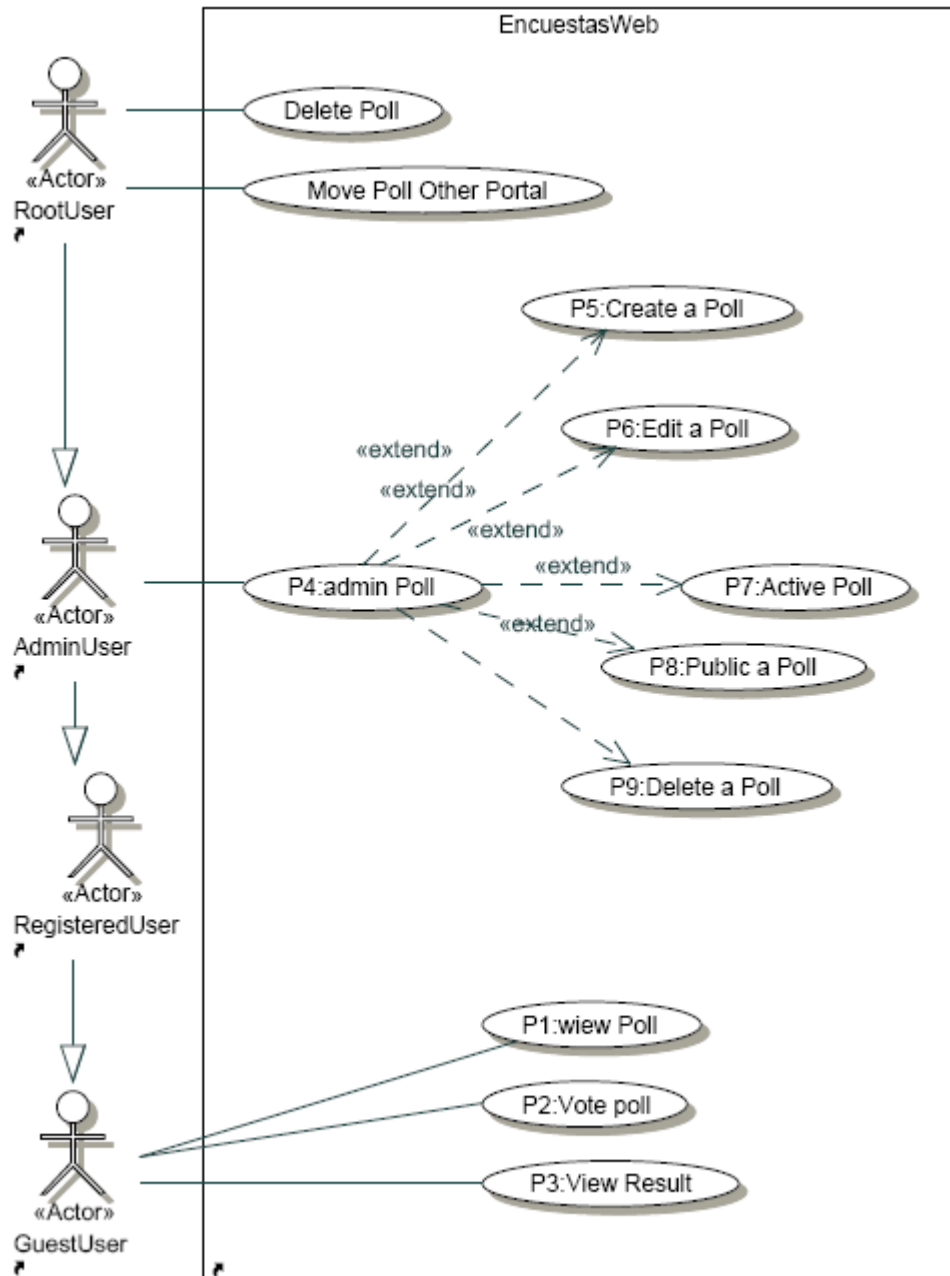 EncuestasWeb
Delete Poll
«Actor»
RootUser
Move Poll Other Portal
P5:Create a Poll
P6:Edit a Poll
«extend»
«extend»
«extend»
«extend»
P4:admin Poll
P7:Active Poll
«Actor»
AdminUser
«extend»
P8:Public a Poll
P9:Delete a Poll
«Actor»
RegisteredUser
P1:wiew Poll
P2:Vote poll
P3:View Result
«Actor»
GuestUser